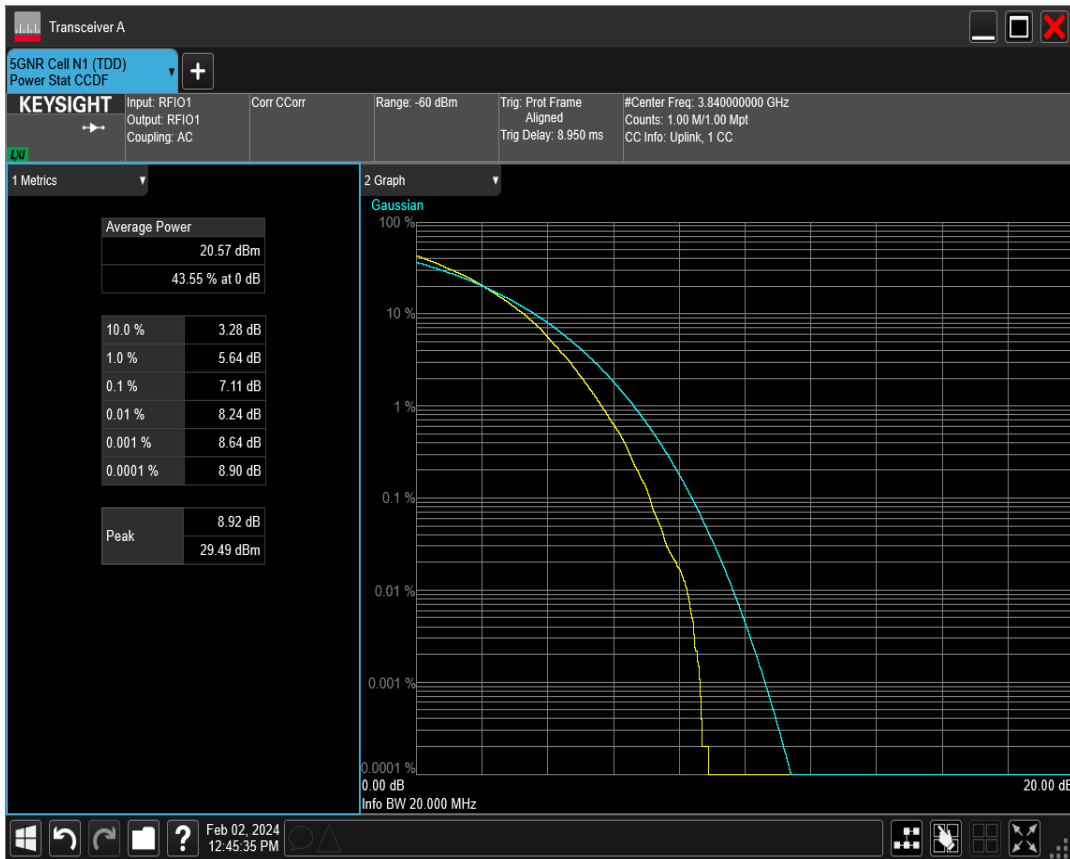 Transceiver A
5GNR Cell N1 (TDD)
Power Stat CCDF
+
KEYSIGHT
LXI
Input: RFIO1
Output: RFIO1
Coupling: AC
Corr CCorr
Range: -60 dBm
Trig: Prot Frame
Aligned
Trig Delay: 8.950 ms
#Center Freq: 3.840000000 GHz
Counts: 1.00 M/1.00 Mpt
CC Info: Uplink, 1 CC
1 Metrics
Average Power
20.57 dBm
43.55 % at 0 dB
10.0 % 3.28 dB
1.0 % 5.64 dB
0.1 % 7.11 dB
0.01 % 8.24 dB
0.001 % 8.64 dB
0.0001 % 8.90 dB
Peak
8.92 dB
29.49 dBm
2 Graph
Gaussian
100 %
10 %
1 %
0.1 %
0.01 %
0.001 %
0.0001 %
0.00 dB 20.00 dB
Info BW 20.000 MHz
?
Feb 02, 2024
12:45:35 PM